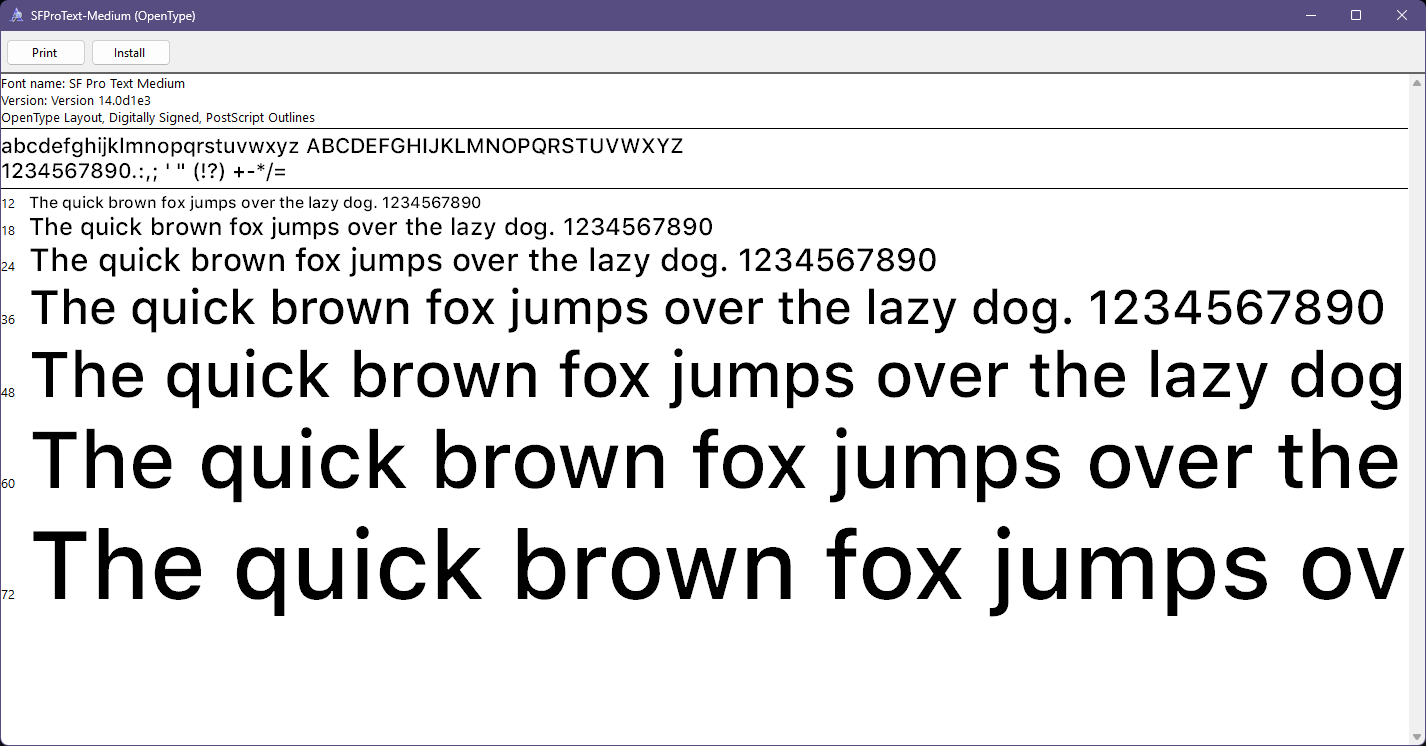 SFProText-Medium (OpenType)
Print Install
Font name: SF Pro Text Medium
Version: Version 14.0d1e3
OpenType Layout, Digitally Signed, PostScript Outlines
abcdefghijklmnopqrstuvwxyz ABCDEFGHIJKLMNOPQRSTUVWXYZ
1234567890.:,; ' " (!?) +-*/=
12 The quick brown fox jumps over the lazy dog. 1234567890
18 The quick brown fox jumps over the lazy dog. 1234567890
24 The quick brown fox jumps over the lazy dog. 1234567890
36 The quick brown fox jumps over the lazy dog. 1234567890
48 The quick brown fox jumps over the lazy dog
60 The quick brown fox jumps over the
72 The quick brown fox jumps ov